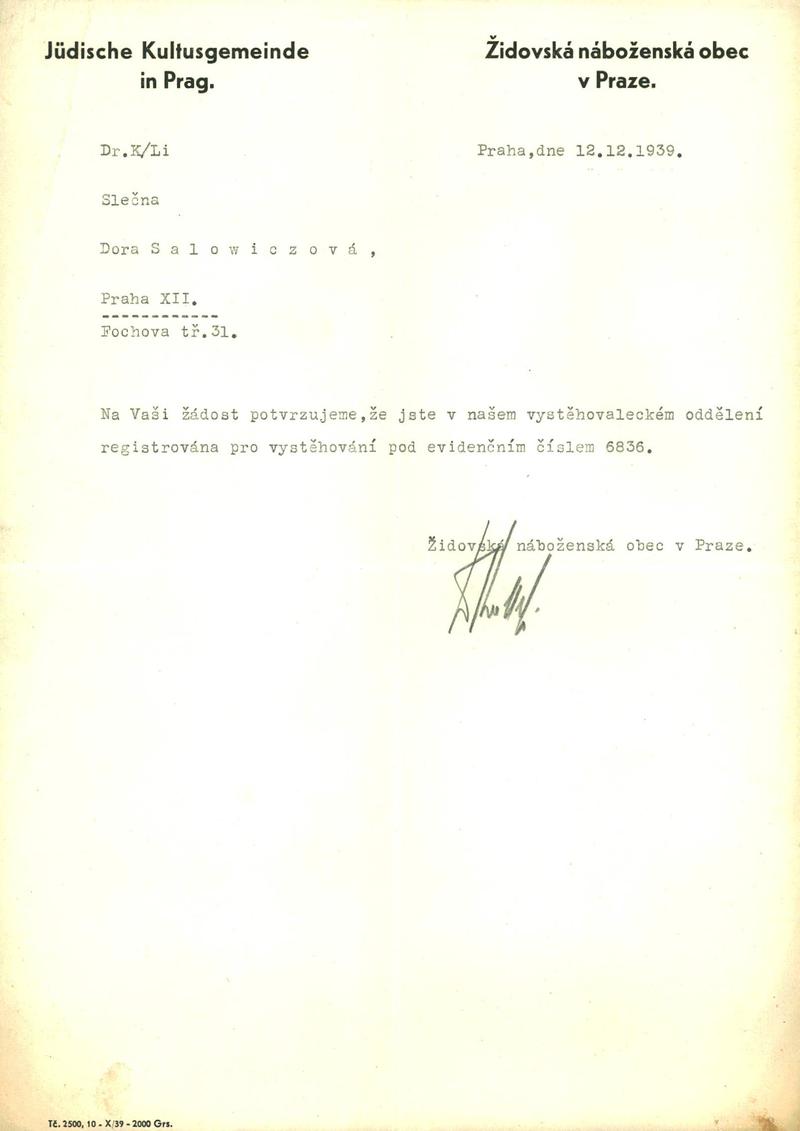 Jüdische Kultusgemeinde
in Prag.
Židovská náboženská obec
v Praze.
Dr.K/Li
Praha,dne 12.12.1939.
Slečna
Dora S a l o w i c z o v á ,
Praha XII.
Fochova tř.31.
Na Vaši žádost potvrzujeme,že jste v našem vystěhovaleckém oddělení
registrována pro vystěhování pod evidenčním číslem 6836.
Židovská náboženská obec v Praze.
Tč. 2500, 10 - X/39 - 2000 Grs.